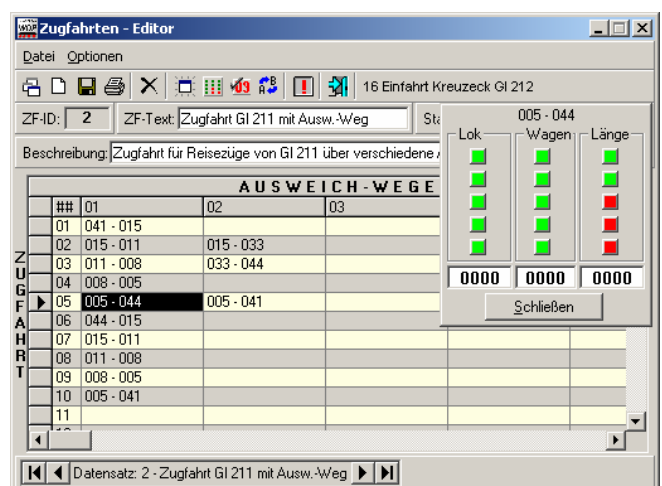 Zugfahrten - Editor
Datei Optionen
16 Einfahrt Kreuzeck Gl 212
ZF-ID: 2 ZF-Text: Zugfahrt Gl 211 mit Ausw.-Weg
005 - 044
Lok Wagen Länge
Beschreibung: Zugfahrt für Reisezüge von Gl 211 über verschiedene
AUSWEICH-WEGE
## 01 02 03
ZUGFAHRT
01 041 - 015
02 015 - 011 015 - 033
03 011 - 008 033 - 044
04 008 - 005
05 005 - 044 005 - 041
06 044 - 015
07 015 - 011
08 011 - 008
09 008 - 005
10 005 - 041
11
0000 0000 0000
Schließen
Datensatz: 2 - Zugfahrt Gl 211 mit Ausw.-Weg